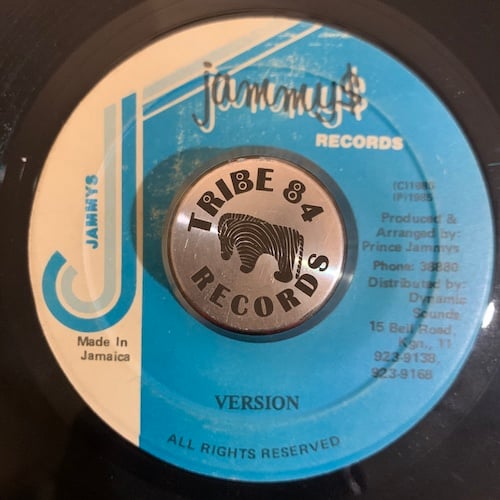 jammy$
RECORDS
JAMMYS
Made In
Jamaica
TRIBE 84
RECORDS
(P)1985
Produced &
Arranged by:
Prince Jammys
Phone: 38880
Distributed by:
Dynamic
Sounds
15 Bell Road,
Kgn., 11
923-9138,
923-9168
VERSION
ALL RIGHTS RESERVED